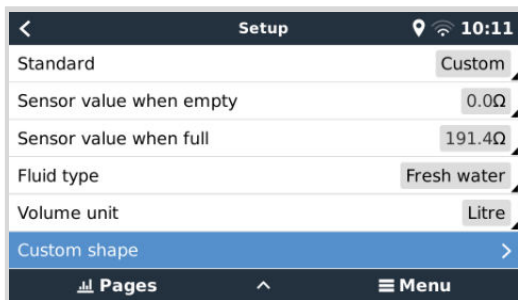 Setup 10:11
Standard Custom
Sensor value when empty 0.0Ω
Sensor value when full 191.4Ω
Fluid type Fresh water
Volume unit Litre
Custom shape
Pages Menu